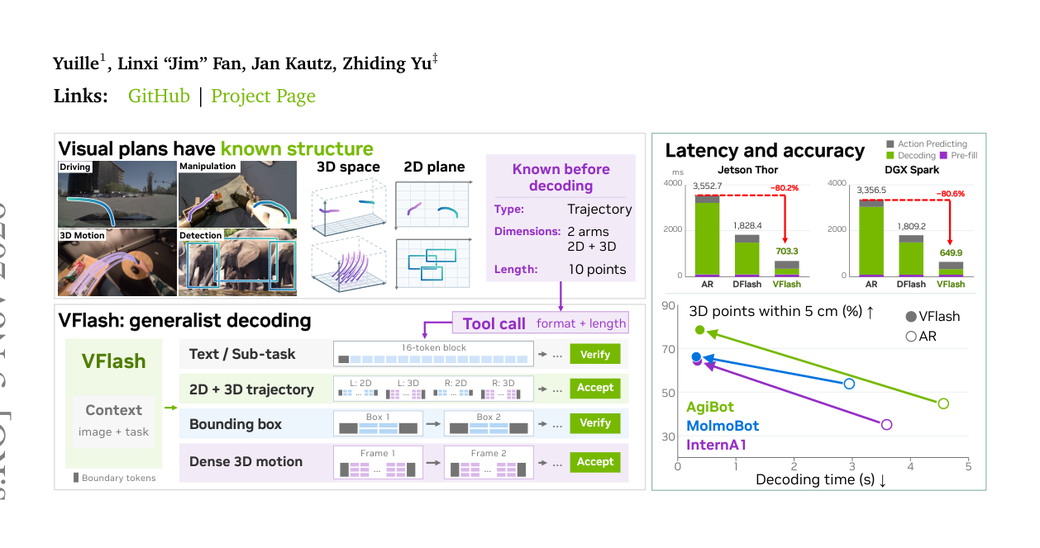 Yuille¹, Linxi “Jim” Fan, Jan Kautz, Zhiding Yu‡
Links: GitHub | Project Page
Visual plans have known structure
Driving
Manipulation
3D Motion
Detection
3D space
2D plane
Known before decoding
Type: Trajectory
Dimensions: 2 arms
2D + 3D
Length: 10 points
VFlash: generalist decoding
Tool call format + length
VFlash
Context
image + task
Boundary tokens
Text / Sub-task
16-token block
... Verify
2D + 3D trajectory
L: 2D L: 3D R: 2D R: 3D
... Accept
Bounding box
Box 1 Box 2
... Verify
Dense 3D motion
Frame 1 Frame 2
... ... ... Accept
Latency and accuracy
Action Predicting
Decoding Pre-fill
Jetson Thor
ms
4000
2000
0
3,552.7
-80.2%
1,828.4
703.3
AR DFlash VFlash
DGX Spark
4000
2000
0
3,356.5
-80.6%
1,809.2
649.9
AR DFlash VFlash
3D points within 5 cm (%) ↑
VFlash
AR
90
70
50
30
AgiBot
MolmoBot
InternA1
0 1 2 3 4 5
Decoding time (s) ↓